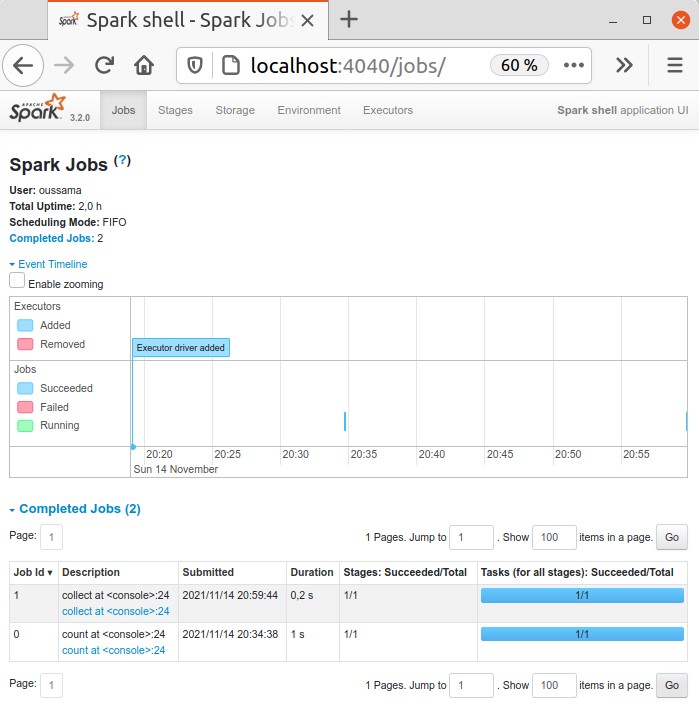 Spark shell - Spark Jobs
localhost:4040/jobs/
60 %
APACHE
Spark 3.2.0
Jobs
Stages
Storage
Environment
Executors
Spark shell application UI
Spark Jobs (?)
User: oussama
Total Uptime: 2,0 h
Scheduling Mode: FIFO
Completed Jobs: 2
Event Timeline
Enable zooming
Executors
Added
Removed
Executor driver added
Jobs
Succeeded
Failed
Running
20:20 20:25 20:30 20:35 20:40 20:45 20:50 20:55
Sun 14 November
Completed Jobs (2)
Page: 1 1 Pages. Jump to 1 . Show 100 items in a page. Go
Job Id ▾ Description Submitted Duration Stages: Succeeded/Total Tasks (for all stages): Succeeded/Total
1 collect at <console>:24 2021/11/14 20:59:44 0,2 s 1/1 1/1
collect at <console>:24
0 count at <console>:24 2021/11/14 20:34:38 1 s 1/1 1/1
count at <console>:24
Page: 1 1 Pages. Jump to 1 . Show 100 items in a page. Go